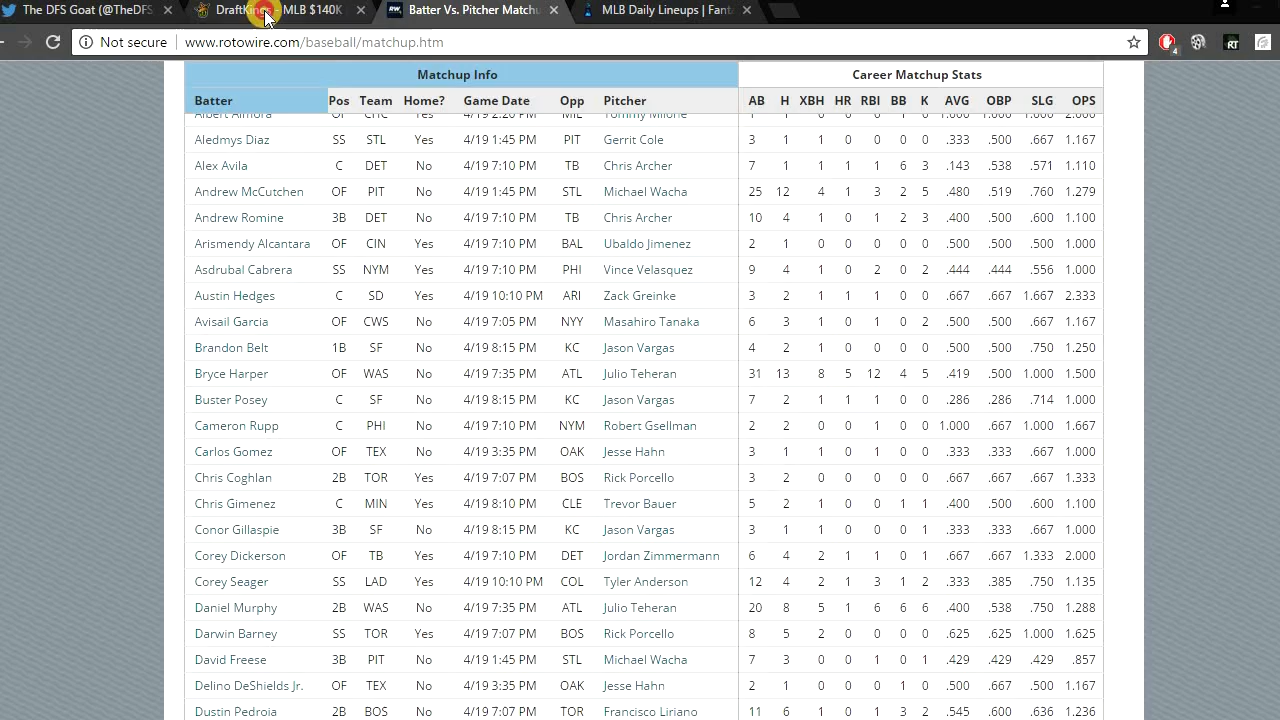 The DFS Goat (@TheDFS DraftKings - MLB $140K Batter Vs. Pitcher Matchu MLB Daily Lineups | Fant
Not secure www.rotowire.com/baseball/matchup.htm 4 RT
Matchup Info Career Matchup Stats
Batter Pos Team Home? Game Date Opp Pitcher AB H XBH HR RBI BB K AVG OBP SLG OPS
Albert Almora OF CHC Yes 4/19 2:20 PM MIL Tommy Milone 1 1 0 0 0 1 0 1.000 1.000 1.000 2.000
Aledmys Diaz SS STL Yes 4/19 1:45 PM PIT Gerrit Cole 3 1 1 0 0 0 0 .333 .500 .667 1.167
Alex Avila C DET No 4/19 7:10 PM TB Chris Archer 7 1 1 1 1 6 3 .143 .538 .571 1.110
Andrew McCutchen OF PIT No 4/19 1:45 PM STL Michael Wacha 25 12 4 1 3 2 5 .480 .519 .760 1.279
Andrew Romine 3B DET No 4/19 7:10 PM TB Chris Archer 10 4 1 0 1 2 3 .400 .500 .600 1.100
Arismendy Alcantara OF CIN Yes 4/19 7:10 PM BAL Ubaldo Jimenez 2 1 0 0 0 0 0 .500 .500 .500 1.000
Asdrubal Cabrera SS NYM Yes 4/19 7:10 PM PHI Vince Velasquez 9 4 1 0 2 0 2 .444 .444 .556 1.000
Austin Hedges C SD Yes 4/19 10:10 PM ARI Zack Greinke 3 2 1 1 1 0 0 .667 .667 1.667 2.333
Avisail Garcia OF CWS No 4/19 7:05 PM NYY Masahiro Tanaka 6 3 1 0 1 0 2 .500 .500 .667 1.167
Brandon Belt 1B SF No 4/19 8:15 PM KC Jason Vargas 4 2 1 0 0 0 0 .500 .500 .750 1.250
Bryce Harper OF WAS No 4/19 7:35 PM ATL Julio Teheran 31 13 8 5 12 4 5 .419 .500 1.000 1.500
Buster Posey C SF No 4/19 8:15 PM KC Jason Vargas 7 2 1 1 1 0 0 .286 .286 .714 1.000
Cameron Rupp C PHI No 4/19 7:10 PM NYM Robert Gsellman 2 2 0 0 1 1 0 1.000 .667 1.000 1.667
Carlos Gomez OF TEX No 4/19 3:35 PM OAK Jesse Hahn 3 1 1 0 1 0 0 .333 .333 .667 1.000
Chris Coghlan 2B TOR Yes 4/19 7:07 PM BOS Rick Porcello 3 2 0 0 0 0 0 .667 .667 .667 1.333
Chris Gimenez C MIN Yes 4/19 8:10 PM CLE Trevor Bauer 5 2 1 0 0 1 1 .400 .500 .600 1.100
Conor Gillaspie 3B SF No 4/19 8:15 PM KC Jason Vargas 3 1 1 0 0 0 1 .333 .333 .667 1.000
Corey Dickerson OF TB Yes 4/19 7:10 PM DET Jordan Zimmermann 6 4 2 1 1 0 0 .667 .667 1.333 2.000
Corey Seager SS LAD Yes 4/19 10:10 PM COL Tyler Anderson 12 4 2 1 3 1 2 .333 .385 .750 1.135
Daniel Murphy 2B WAS No 4/19 7:35 PM ATL Julio Teheran 20 8 5 1 6 6 6 .400 .538 .750 1.288
Darwin Barney SS TOR Yes 4/19 7:07 PM BOS Rick Porcello 8 5 2 0 0 0 0 .625 .625 1.000 1.625
David Freese 3B PIT No 4/19 1:45 PM STL Michael Wacha 7 3 0 0 1 0 1 .429 .429 .429 .857
Delino DeShields Jr. OF TEX No 4/19 3:35 PM OAK Jesse Hahn 2 1 0 0 0 1 0 .500 .667 .500 1.167
Dustin Pedroia 2B BOS No 4/19 7:07 PM TOR Francisco Liriano 11 6 1 0 1 3 2 .545 .600 .636 1.236